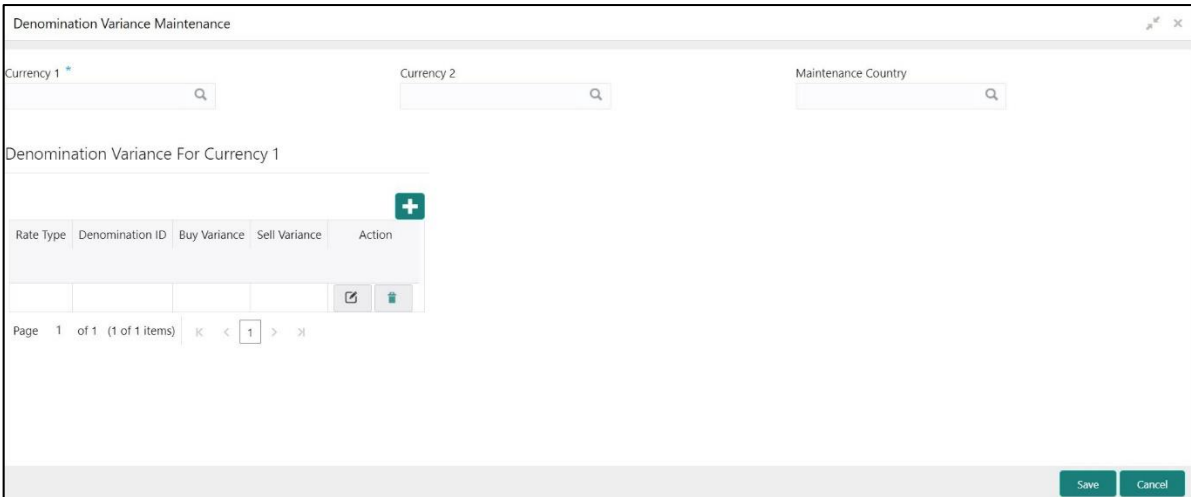 Denomination Variance Maintenance
Currency 1 *
Currency 2
Maintenance Country
Denomination Variance For Currency 1
Rate Type Denomination ID Buy Variance Sell Variance Action
Page 1 of 1 (1 of 1 items) 1
Save Cancel